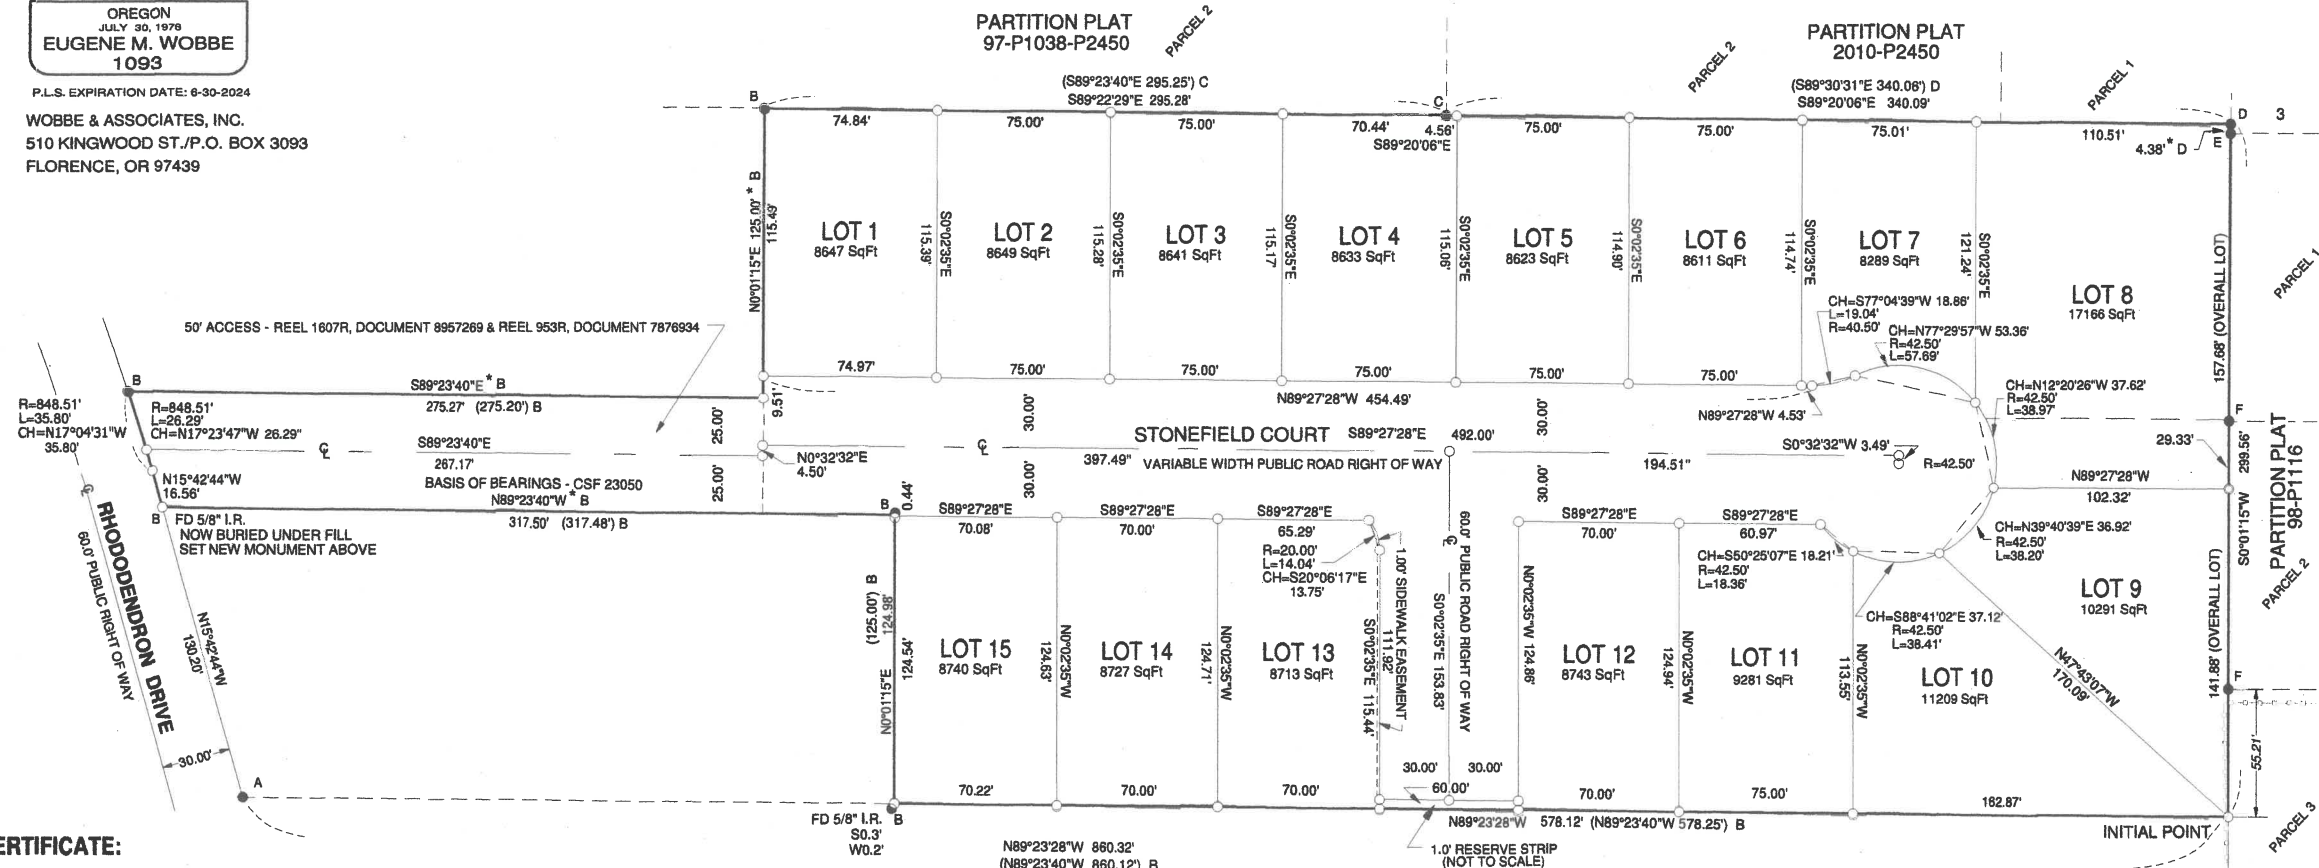 OREGON
JULY 30, 1978
EUGENE M. WOBBE
1093
P.L.S. EXPIRATION DATE: 6-30-2024
WOBBE & ASSOCIATES, INC.
510 KINGWOOD ST./P.O. BOX 3093
FLORENCE, OR 97439
PARTITION PLAT
97-P1038-P2450
PARCEL 2
PARTITION PLAT
2010-P2450
PARCEL 2
PARCEL 1
(S89°23'40"E 295.25') C
S89°22'29"E 295.28'
(S89°30'31"E 340.06') D
S89°20'06"E 340.09'
B
C
D
3
E
74.84'
75.00'
75.00'
70.44'
4.56'
S89°20'06"E
75.00'
75.00'
75.01'
110.51'
4.38'* D
N0°01'15"E 125.00'* B
115.49'
LOT 1
8647 SqFt
115.39'
S0°02'35"E
LOT 2
8649 SqFt
115.28'
S0°02'35"E
LOT 3
8641 SqFt
115.17'
S0°02'35"E
LOT 4
8633 SqFt
115.06'
S0°02'35"E
LOT 5
8623 SqFt
114.90'
S0°02'35"E
LOT 6
8611 SqFt
114.74'
S0°02'35"E
LOT 7
8289 SqFt
121.24'
S0°02'35"E
LOT 8
17166 SqFt
157.68' (OVERALL LOT)
PARCEL 1
CH=S77°04'39"W 18.86'
L=19.04'
R=40.50'
CH=N77°29'57"W 53.36'
R=42.50'
L=57.69'
50' ACCESS - REEL 1607R, DOCUMENT 8957269 & REEL 953R, DOCUMENT 7876934
74.97'
75.00'
75.00'
75.00'
75.00'
75.00'
75.00'
B
S89°23'40"E * B
275.27' (275.20') B
9.51'
N89°27'28"W 454.49'
N89°27'28"W 4.53'
CH=N12°20'26"W 37.62'
R=42.50'
L=38.97'
F
R=848.51'
L=35.80'
CH=N17°04'31"W
35.80'
R=848.51'
L=26.29'
CH=N17°23'47"W 26.29"
25.00'
30.00'
30.00'
STONEFIELD COURT
S89°27'28"E
492.00'
S0°32'32"W 3.49'
29.33'
299.56'
PARTITION PLAT
98-P1116
S89°23'40"E
267.17'
BASIS OF BEARINGS - CSF 23050
N0°32'32"E
4.50'
397.49"
VARIABLE WIDTH PUBLIC ROAD RIGHT OF WAY
194.51"
R=42.50'
N89°27'28"W
102.32'
N15°42'44"W
16.56'
N89°23'40"W * B
317.50' (317.48') B
25.00'
30.00'
30.00'
B
FD 5/8" I.R.
NOW BURIED UNDER FILL
SET NEW MONUMENT ABOVE
B
0.44'
S89°27'28"E
70.08'
S89°27'28"E
70.00'
S89°27'28"E
65.29'
S89°27'28"E
70.00'
S89°27'28"E
60.97'
CH=N39°40'39"E 36.92'
R=42.50'
L=38.20'
S0°01'15"W
RHODODENDRON DRIVE
60.0' PUBLIC RIGHT OF WAY
N15°42'44"W
130.20'
R=20.00'
L=14.04'
CH=S20°06'17"E
13.75'
CH=S50°25'07"E 18.21'
R=42.50'
L=18.36'
(125.00') B
124.98'
N0°01'15"E
124.54'
LOT 15
8740 SqFt
124.63'
N0°02'35"W
LOT 14
8727 SqFt
124.71'
N0°02'35"W
LOT 13
8713 SqFt
S0°02'35"E 115.44'
111.92'
1.00' SIDEWALK EASEMENT
S0°02'35"E 153.83'
60.0' PUBLIC ROAD RIGHT OF WAY
N0°02'35"W 124.86'
LOT 12
8743 SqFt
124.94'
N0°02'35"W
LOT 11
9281 SqFt
113.55'
N0°02'35"W
CH=S88°41'02"E 37.12'
R=42.50'
L=38.41'
LOT 10
11209 SqFt
N47°43'07"W
170.09'
LOT 9
10291 SqFt
141.88' (OVERALL LOT)
PARCEL 2
F
55.21'
30.00'
A
70.22'
70.00'
70.00'
30.00'
30.00'
60.00'
70.00'
75.00'
162.87'
FD 5/8" I.R.
S0.3'
W0.2'
B
N89°23'28"W 578.12' (N89°23'40"W 578.25') B
INITIAL POINT
PARCEL 3
N89°23'28"W 860.32'
(N89°23'40"W 860.12') B
1.0' RESERVE STRIP
(NOT TO SCALE)
ERTIFICATE: